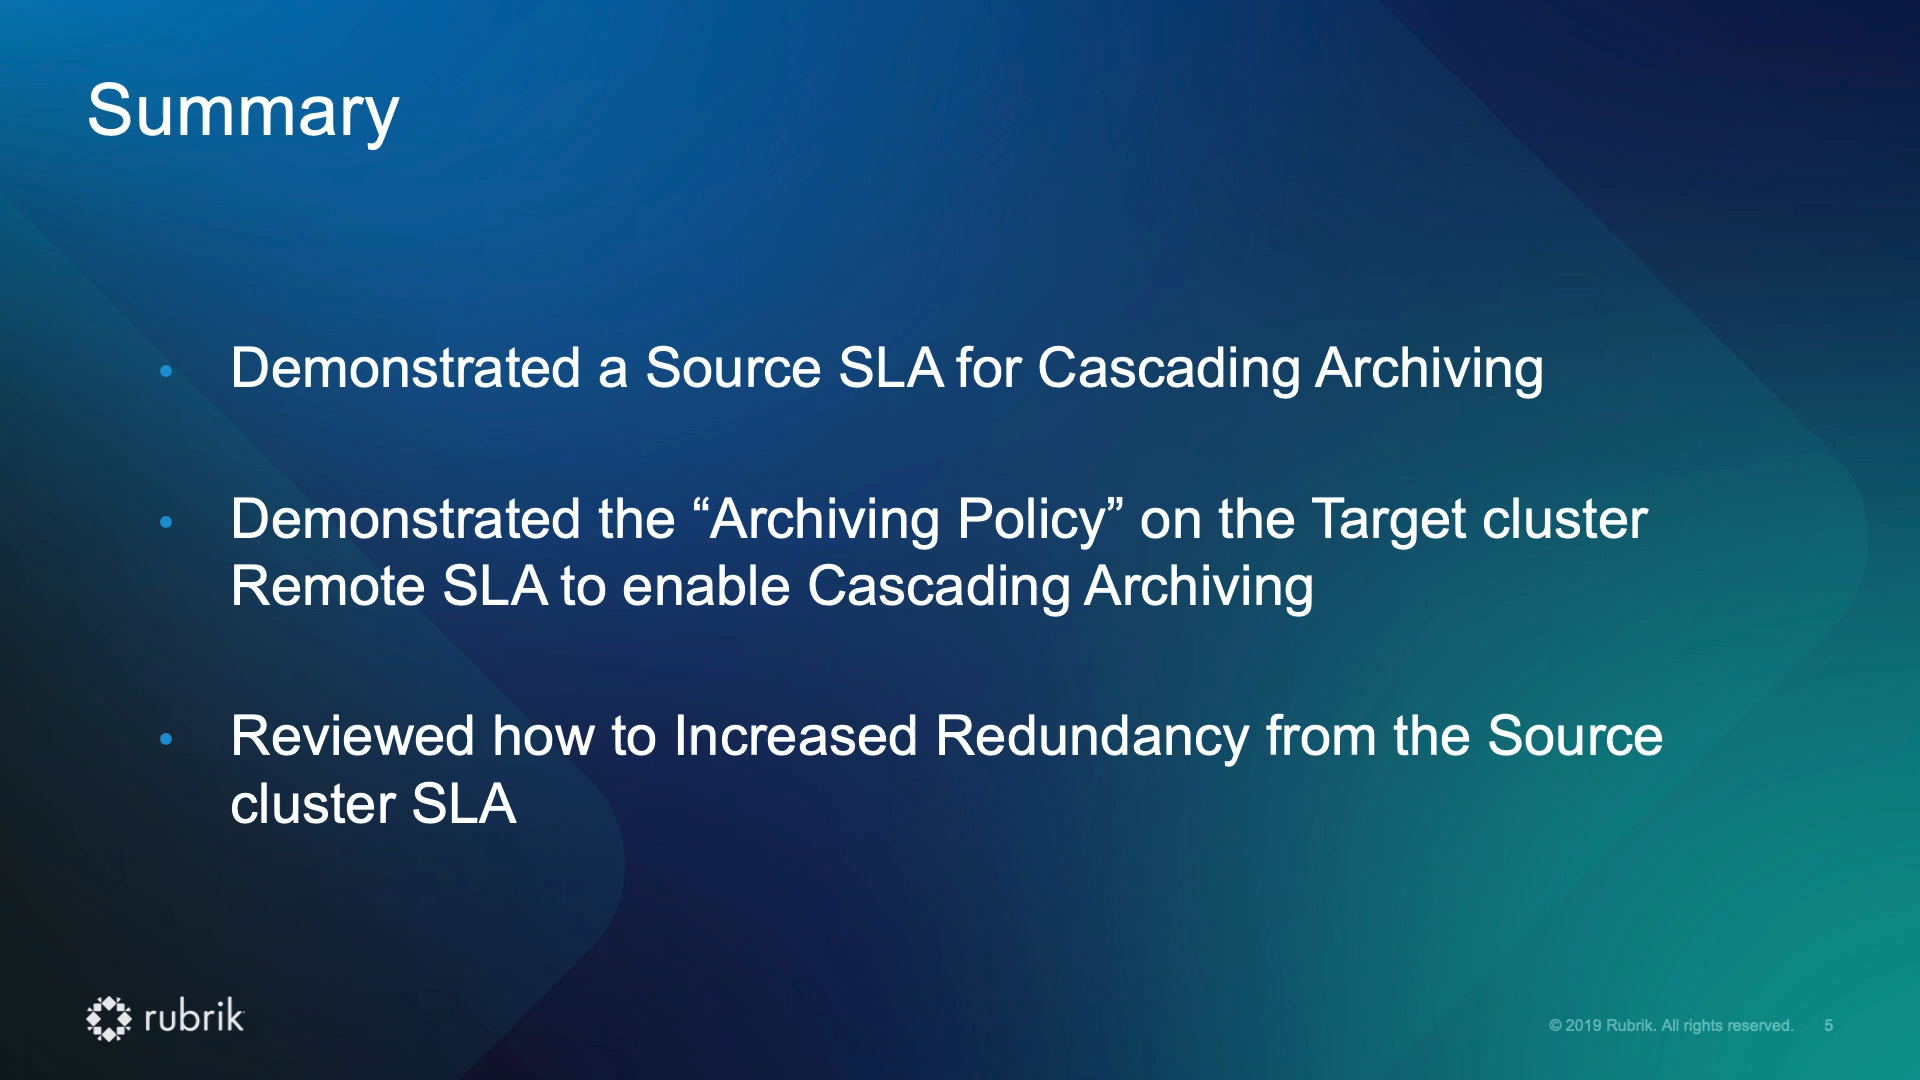 Summary
• Demonstrated a Source SLA for Cascading Archiving
• Demonstrated the “Archiving Policy” on the Target cluster
Remote SLA to enable Cascading Archiving
• Reviewed how to Increased Redundancy from the Source
cluster SLA
rubrik
© 2019 Rubrik. All rights reserved. 5